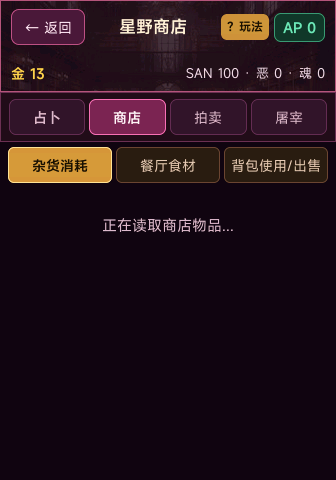 ← 返回
星野商店
? 玩法
AP 0
金 13
SAN 100 · 恶 0 · 魂 0
占卜
商店
拍卖
屠宰
杂货消耗
餐厅食材
背包使用/出售
正在读取商店物品...